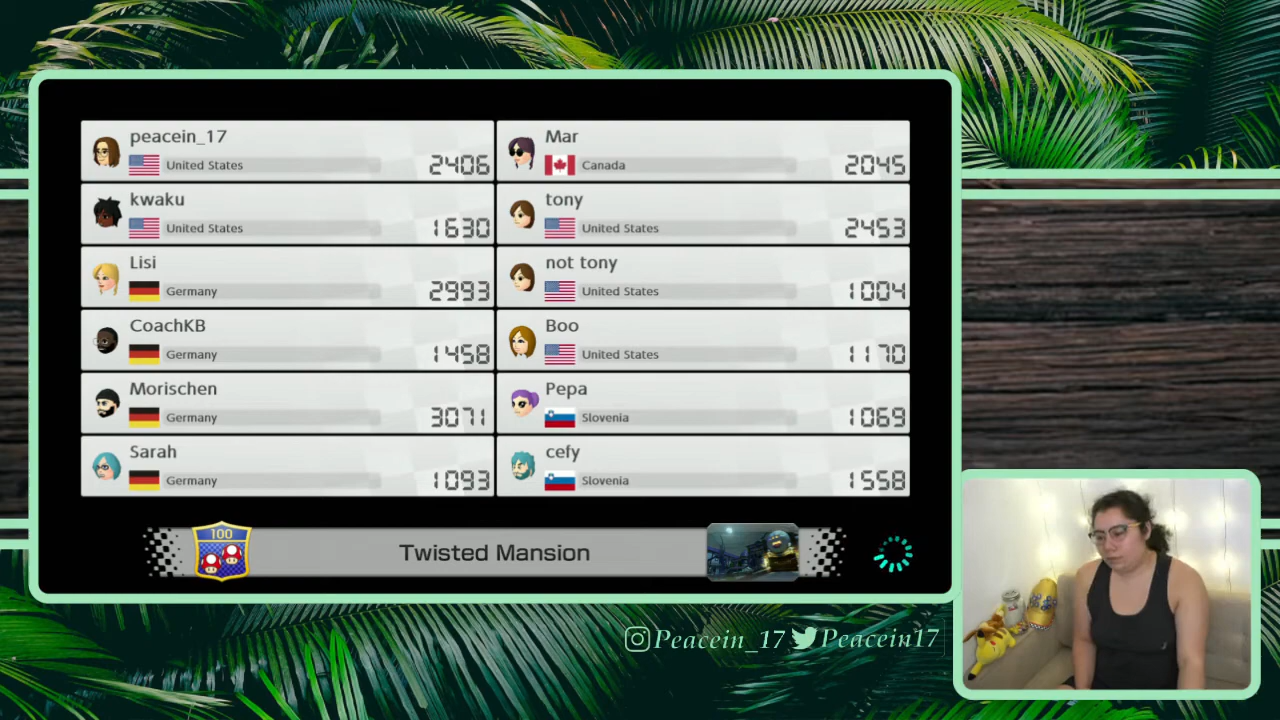 peacein_17
United States 2406
kwaku
United States 1630
Lisi
Germany 2993
CoachKB
Germany 1458
Morischen
Germany 3071
Sarah
Germany 1093
Mar
Canada 2045
tony
United States 2453
not tony
United States 1004
Boo
United States 1170
Pepa
Slovenia 1069
cefy
Slovenia 1558
100
Twisted Mansion
Peacein_17 Peacein17